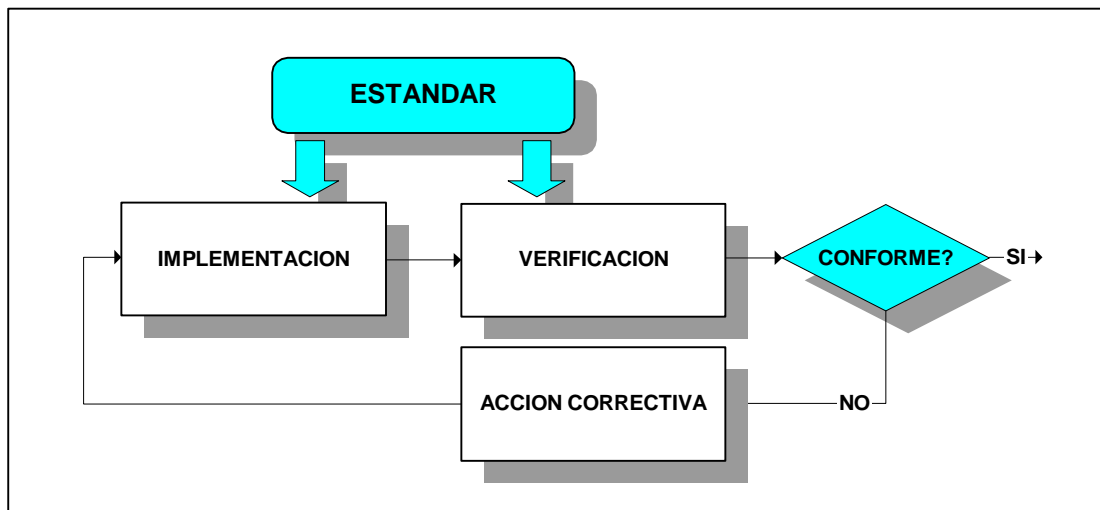 ESTANDAR
IMPLEMENTACION
VERIFICACION
CONFORME?
SI
ACCION CORRECTIVA
NO